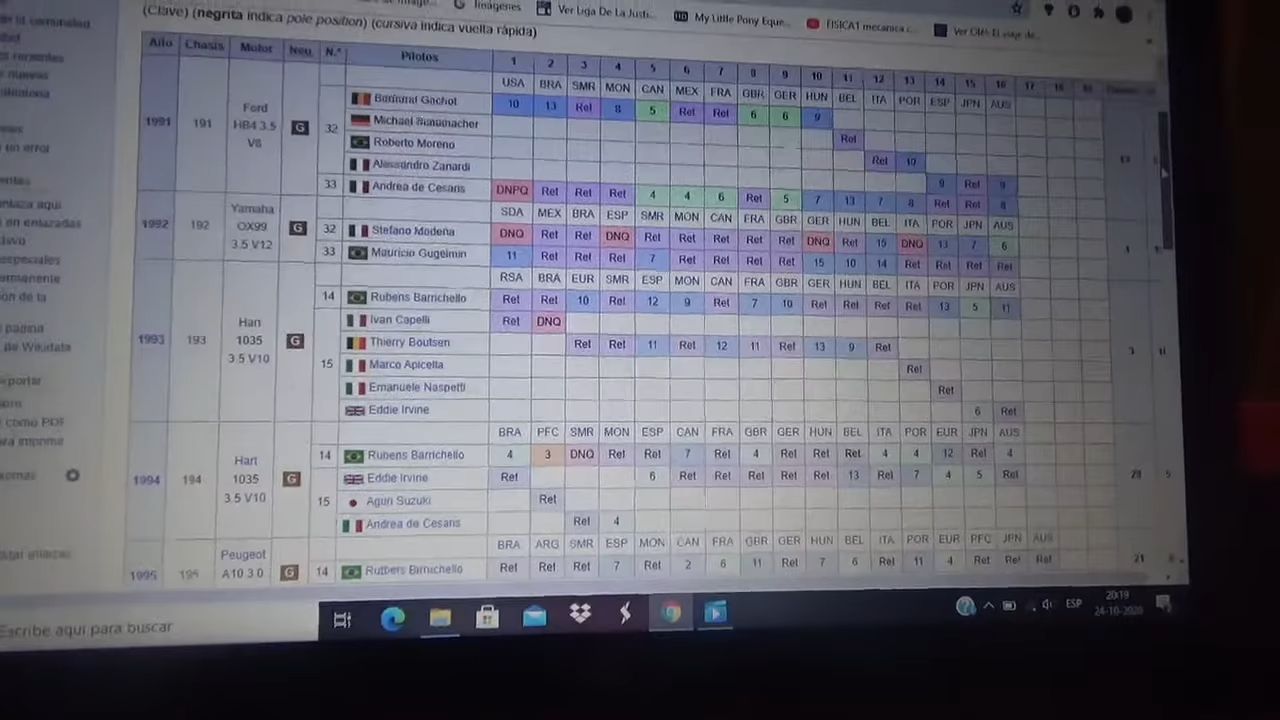 Imágenes Ver Liga De La Justi... My Little Pony Eque... FISICA1 mecanica c... Ver Olés El viaje de...
(Clave) (negrita indica pole position) (cursiva indica vuelta rápida)
Año Chasis Motor Neu. N.º Pilotos 1 2 3 4 5 6 7 8 9 10 11 12 13 14 15 16 17 18
USA BRA SMR MON CAN MEX FRA GBR GER HUN BEL ITA POR ESP JPN AUS
1991 191 Ford HB4 3.5 V8 G
32 Bertrand Gachot 10 13 Ret 8 5 Ret Ret 6 6 9
Michael Schumacher Ret
Roberto Moreno Ret 10
Alessandro Zanardi 9 Ret 9
33 Andrea de Cesaris DNPQ Ret Ret Ret 4 4 6 Ret 5 7 13 7 8 Ret Ret 8
SDA MEX BRA ESP SMR MON CAN FRA GBR GER HUN BEL ITA POR JPN AUS
1992 192 Yamaha OX99 3.5 V12 G
32 Stefano Modena DNQ Ret Ret DNQ Ret Ret Ret Ret Ret DNQ Ret 15 DNQ 13 7 6
33 Mauricio Gugelmin 11 Ret Ret Ret 7 Ret Ret Ret Ret 15 10 14 Ret Ret Ret Ret
RSA BRA EUR SMR ESP MON CAN FRA GBR GER HUN BEL ITA POR JPN AUS
1993 193 Hart 1035 3.5 V10 G
14 Rubens Barrichello Ret Ret 10 Ret 12 9 Ret 7 10 Ret Ret Ret Ret 13 5 11
15 Ivan Capelli Ret DNQ
Thierry Boutsen Ret Ret 11 Ret 12 11 Ret 13 9 Ret
Marco Apicella Ret
Emanuele Naspetti Ret
Eddie Irvine 6 Ret
BRA PFC SMR MON ESP CAN FRA GBR GER HUN BEL ITA POR EUR JPN AUS
1994 194 Hart 1035 3.5 V10 G
14 Rubens Barrichello 4 3 DNQ Ret Ret 7 Ret 4 Ret Ret Ret 4 4 12 Ret 4
15 Eddie Irvine Ret 6 Ret Ret Ret Ret Ret 13 Ret 7 4 5 Ret
Aguri Suzuki Ret
Andrea de Cesaris Ret 4
BRA ARG SMR ESP MON CAN FRA GBR GER HUN BEL ITA POR EUR PFC JPN AUS
1995 195 Peugeot A10 3.0 G
14 Rubens Barrichello Ret Ret Ret 7 Ret 2 6 11 Ret 7 6 Ret 11 4 Ret Ret Ret 21
Escribe aquí para buscar
ESP 20:19
24-10-2020